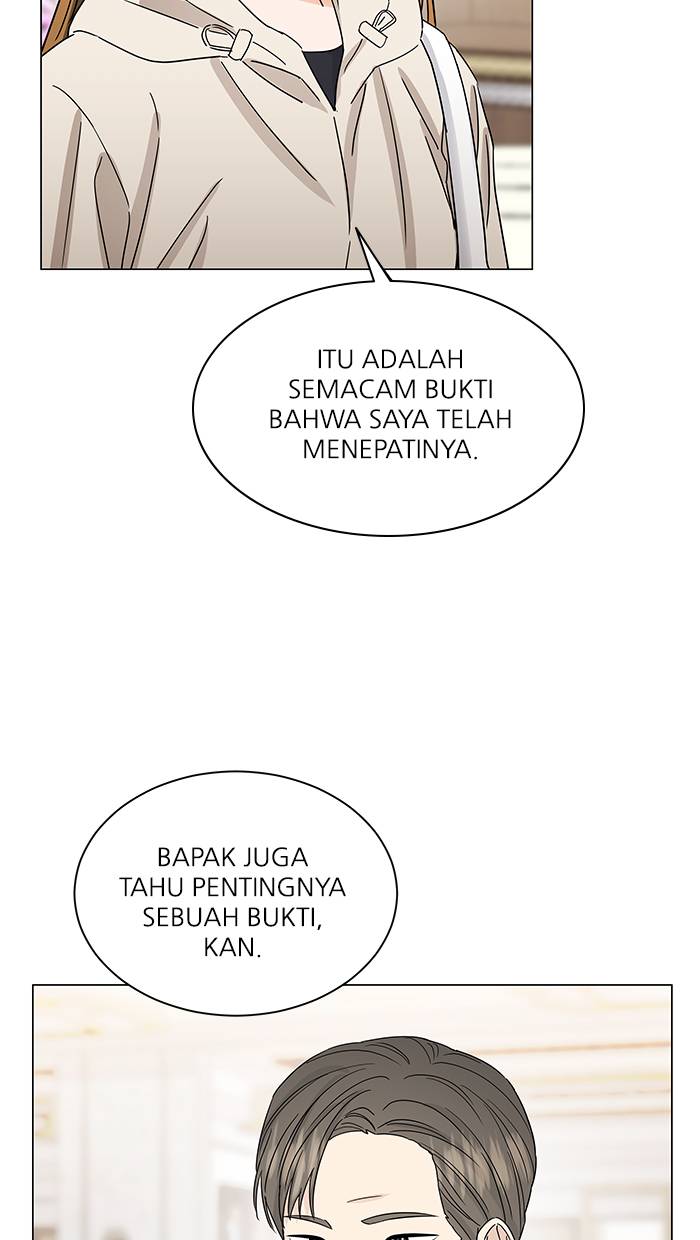 ITU ADALAH
SEMACAM BUKTI
BAHWA SAYA TELAH
MENEPATINYA.
BAPAK JUGA
TAHU PENTINGNYA
SEBUAH BUKTI,
KAN.